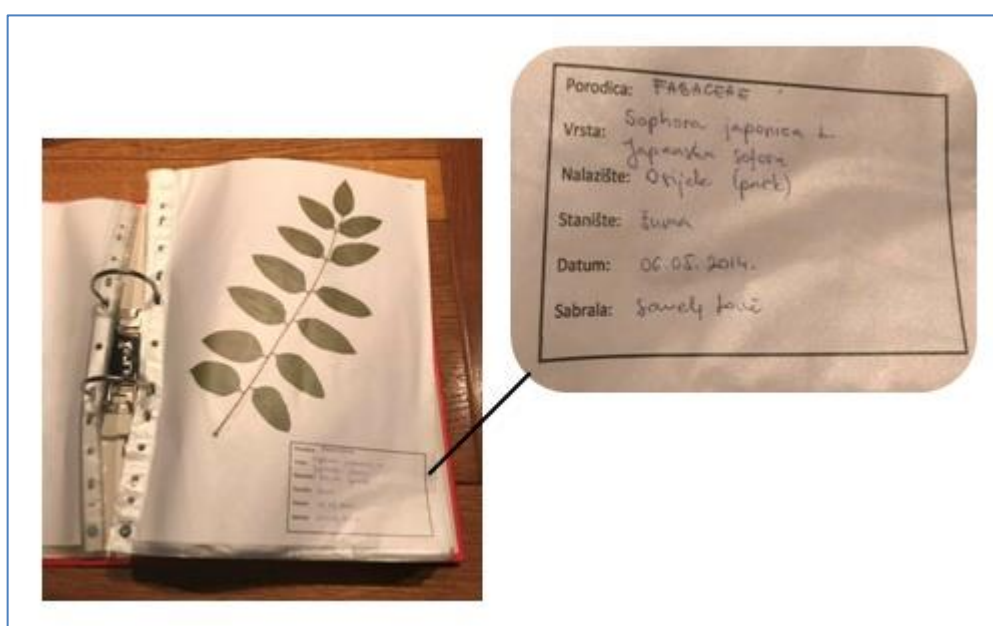 Porodica: FABACEAE
Vrsta: Sophora japonica L.
Japanska sofora
Nalazište: Osijek (park)
Stanište: šuma
Datum: 06.05.2014.
Sabrala: